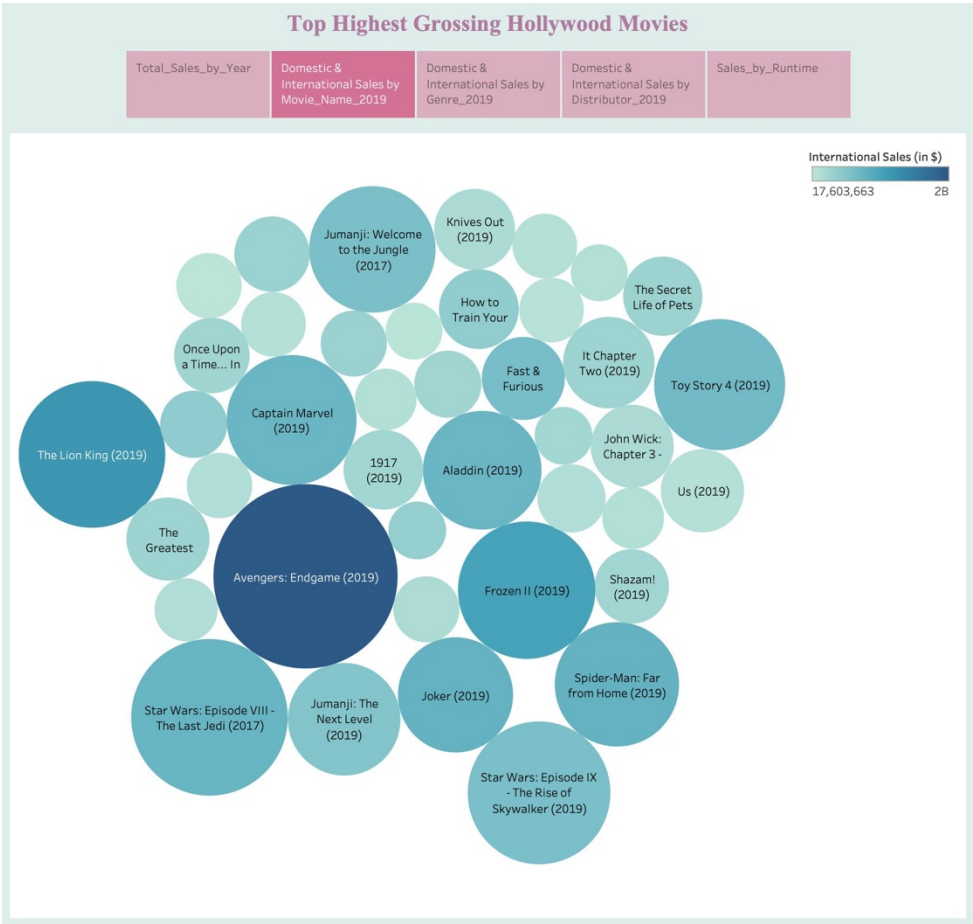 Top Highest Grossing Hollywood Movies
Total_Sales_by_Year
Domestic &
International Sales by
Movie_Name_2019
Domestic &
International Sales by
Genre_2019
Domestic &
International Sales by
Distributor_2019
Sales_by_Runtime
International Sales (in $)
17,603,663
2B
Jumanji: Welcome
to the Jungle
(2017)
Knives Out
(2019)
How to
Train Your
The Secret
Life of Pets
Once Upon
a Time... In
It Chapter
Two (2019)
Fast &
Furious
Toy Story 4 (2019)
Captain Marvel
(2019)
The Lion King (2019)
1917
(2019)
Aladdin (2019)
John Wick:
Chapter 3 -
Us (2019)
The
Greatest
Avengers: Endgame (2019)
Frozen II (2019)
Shazam!
(2019)
Star Wars: Episode VIII -
The Last Jedi (2017)
Jumanji: The
Next Level
(2019)
Joker (2019)
Spider-Man: Far
from Home (2019)
Star Wars: Episode IX
- The Rise of
Skywalker (2019)